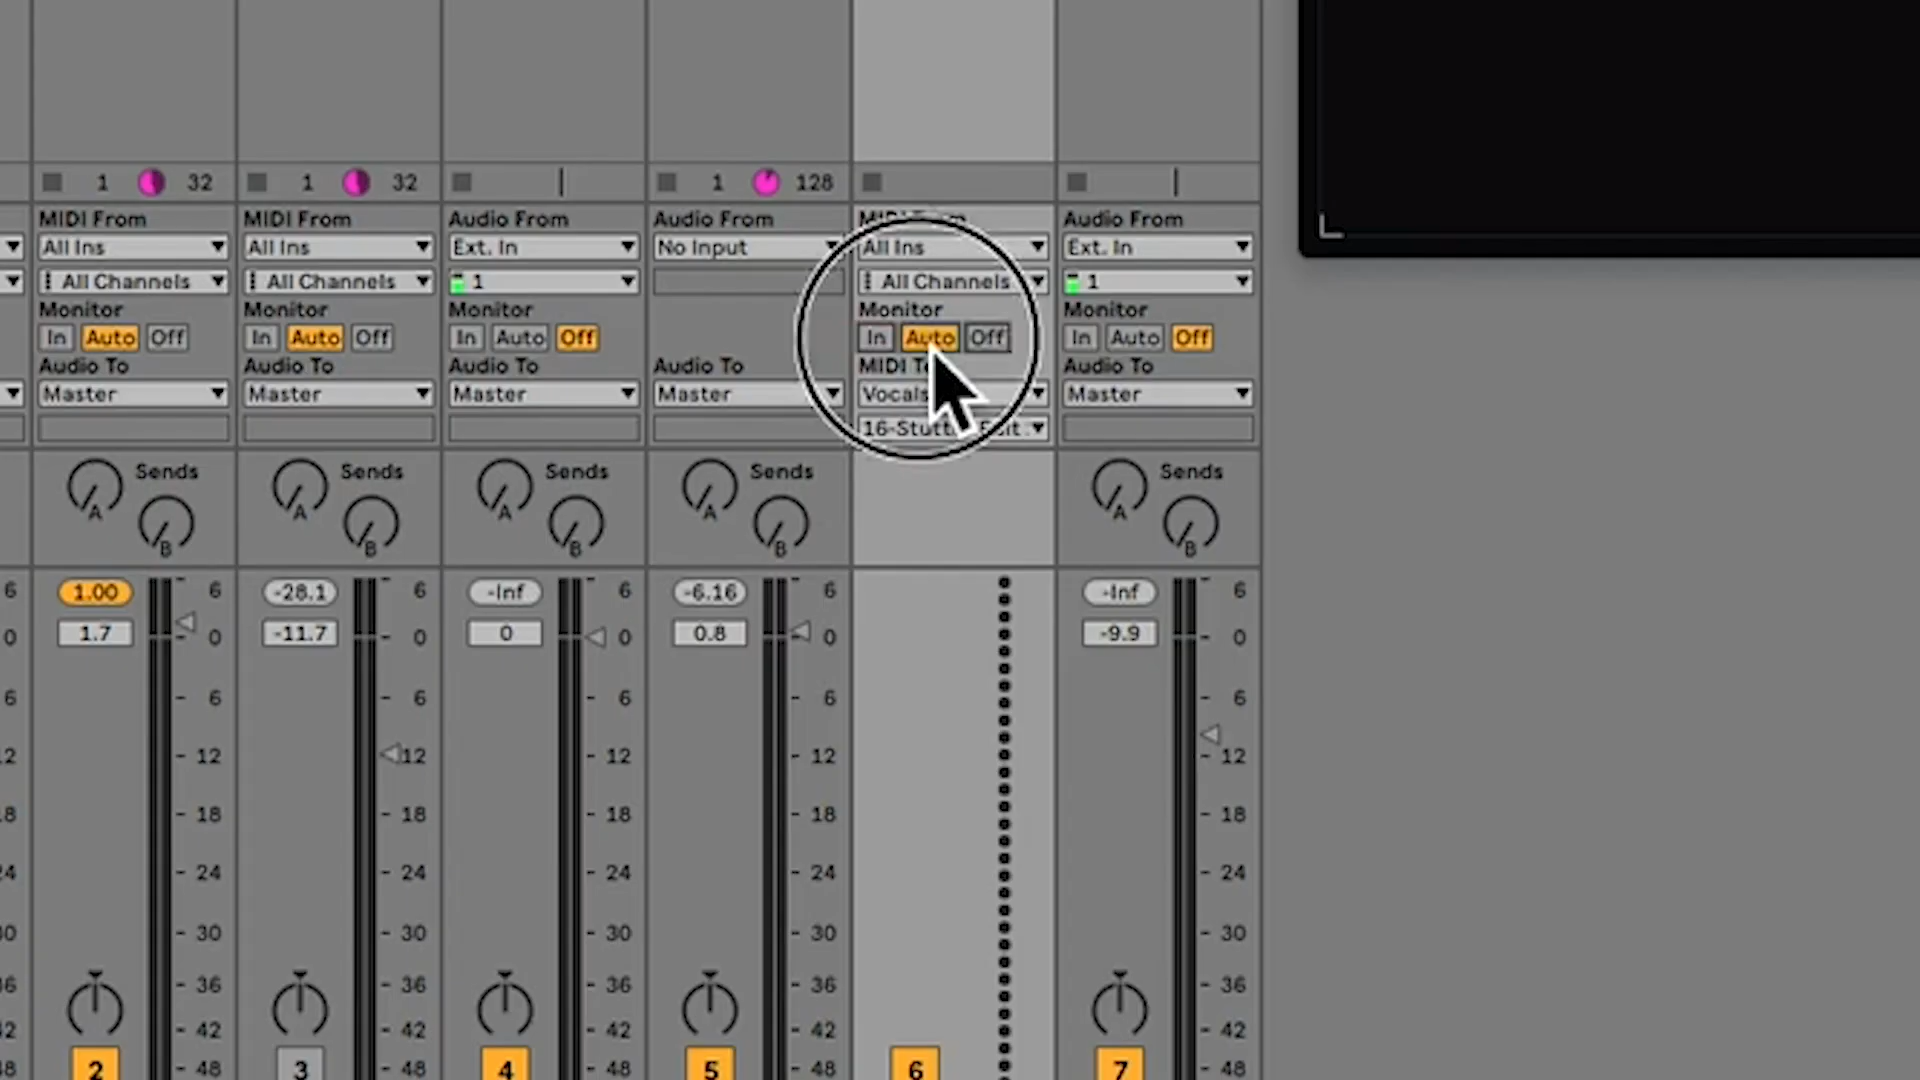 1 32 1 32 1 128
MIDI From MIDI From Audio From Audio From MIDI From Audio From
All Ins All Ins Ext. In No Input All Ins Ext. In
All Channels All Channels 1 All Channels 1
Monitor Monitor Monitor Monitor Monitor
In Auto Off In Auto Off In Auto Off In Auto Off In Auto Off
Audio To Audio To Audio To Audio To MIDI Audio To
Master Master Master Master Vocals Master
Sends Sends Sends Sends Sends
A A A A A
B B B B B
6 1.00 6 -28.1 6 -Inf 6 -6.16 6 -Inf 6
0 1.7 0 -11.7 0 0 0 0.8 0 -9.9 0
6 6 6 6 6 6
12 12 12 12 12
18 18 18 18 18
24 24 24 24 24
30 30 30 30 30
36 36 36 36 36
42 42 42 42 42
2 48 3 48 4 48 5 48 6 7 48